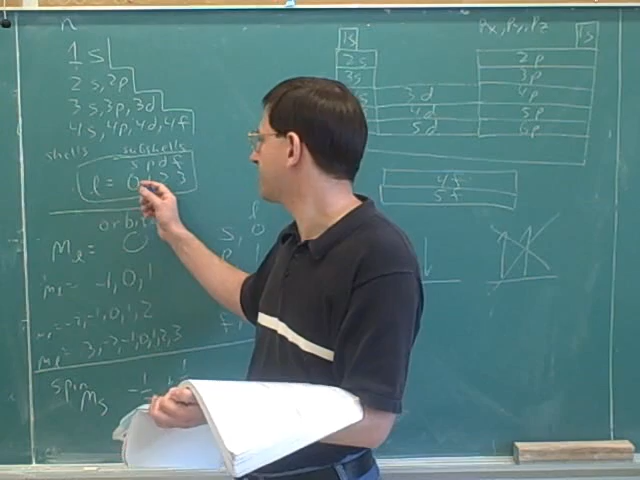 n
1 s
2 s, 2p
3 s, 3p, 3d
4 s, 4p, 4d, 4f
shells subshells
s p d f
l = 0 2 3
Ml = 0
ml = -1, 0, 1
-2, -1, 0, 1, 2
ml = 3, -2, -1, 0, 1, 2, 3
spin
Ms
l
s, 0
f,
1s
2s
3s
3d
4d
5d
Px, Py, Pz
1s
2p
3p
4p
5p
6p
4f
5f